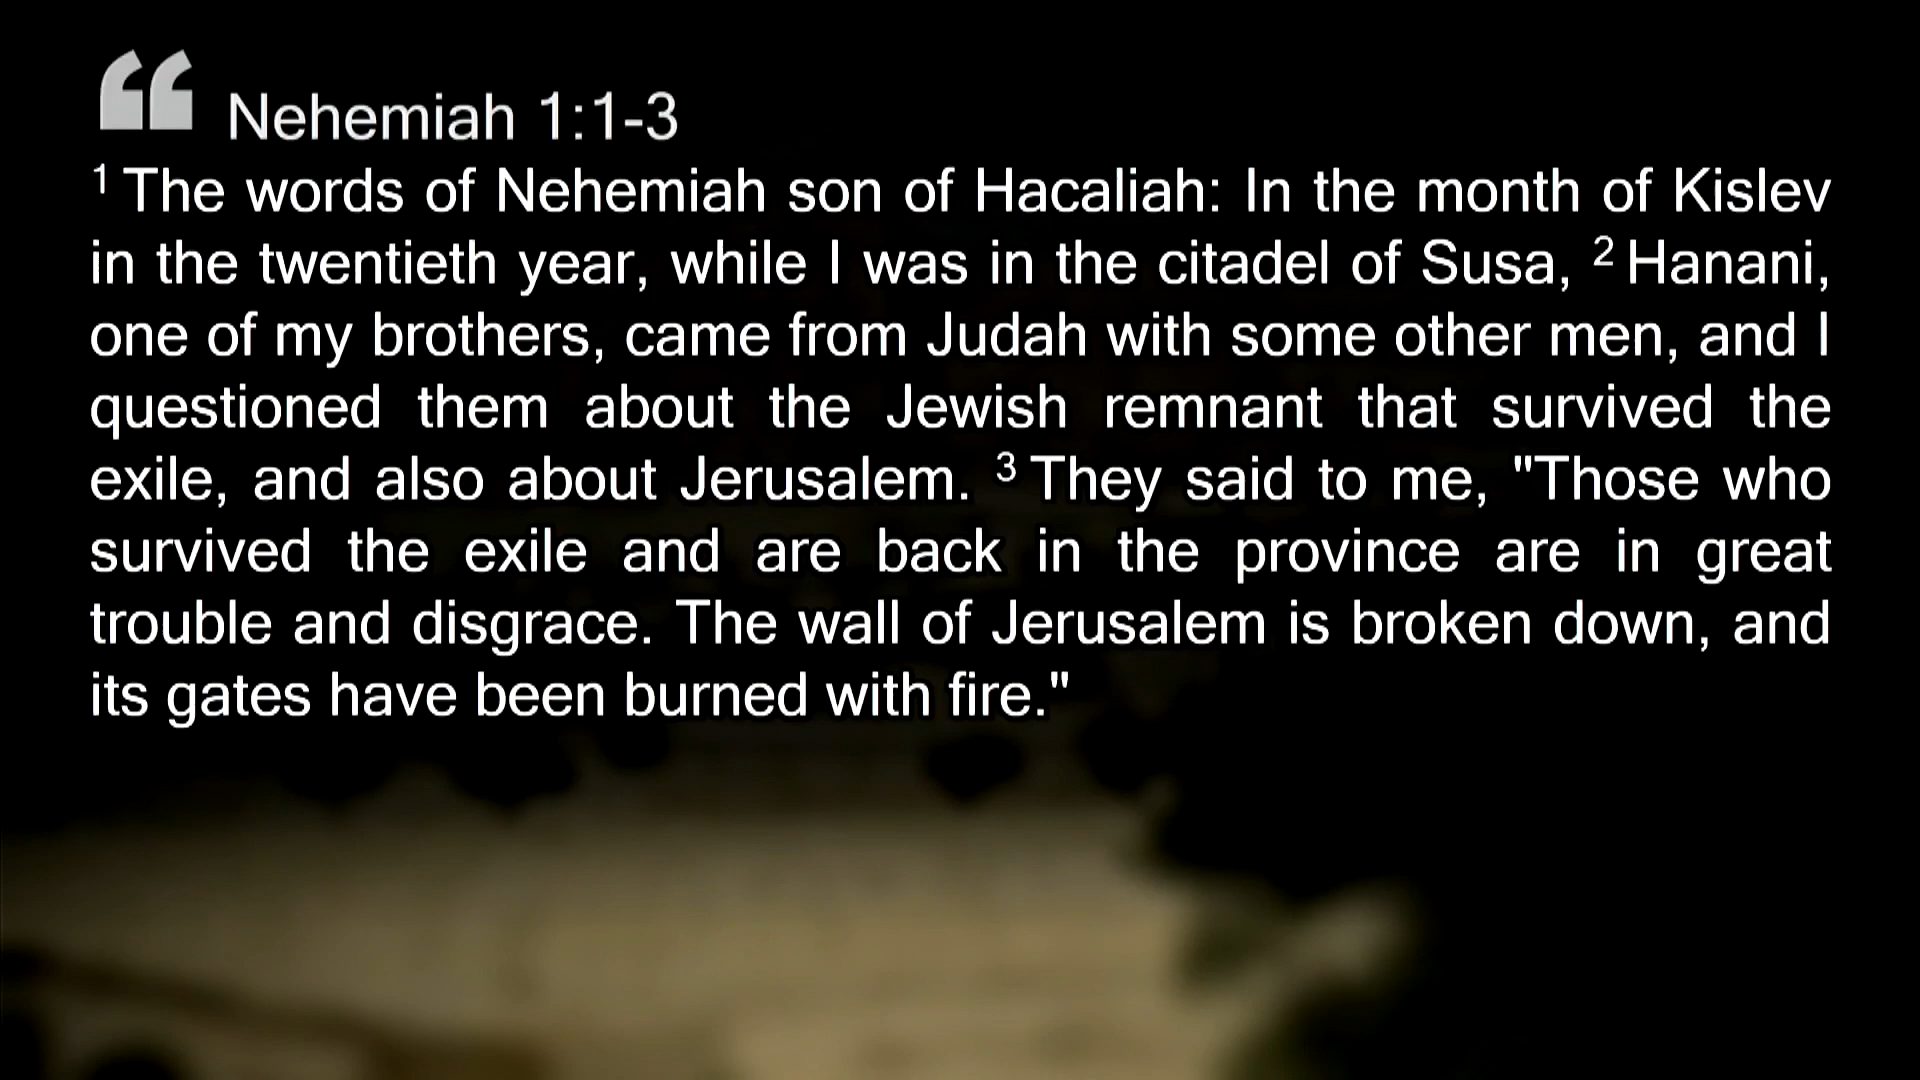 “ Nehemiah 1:1-3
1 The words of Nehemiah son of Hacaliah: In the month of Kislev
in the twentieth year, while I was in the citadel of Susa, 2 Hanani,
one of my brothers, came from Judah with some other men, and I
questioned them about the Jewish remnant that survived the
exile, and also about Jerusalem. 3 They said to me, "Those who
survived the exile and are back in the province are in great
trouble and disgrace. The wall of Jerusalem is broken down, and
its gates have been burned with fire."